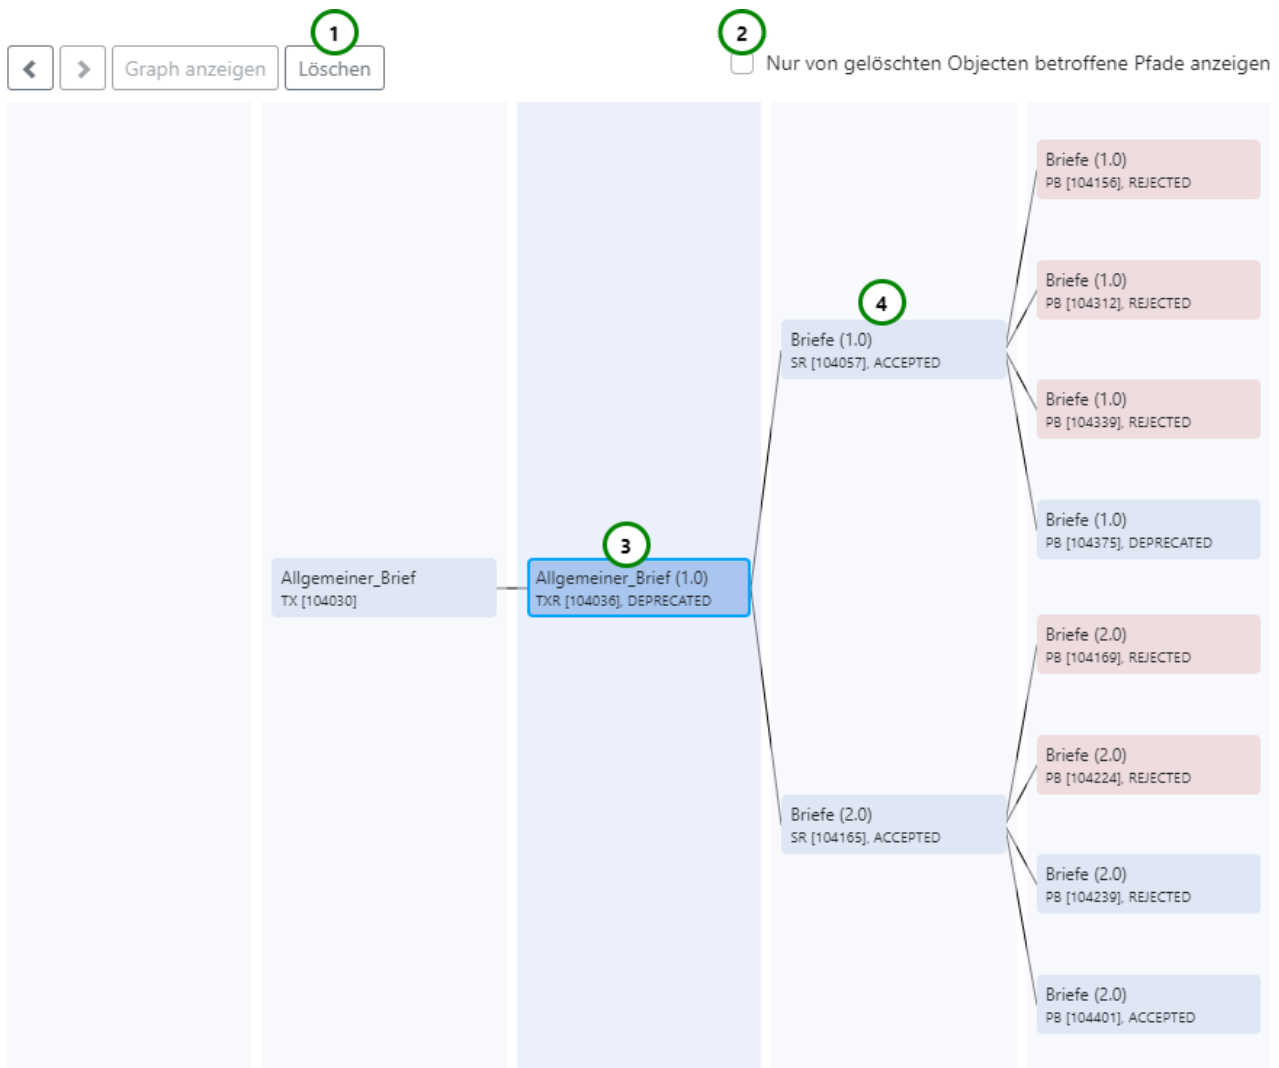 1
2
Graph anzeigen
Löschen
Nur von gelöschten Objecten betroffene Pfade anzeigen
Allgemeiner_Brief
TX [104030]
3
Allgemeiner_Brief (1.0)
TXR [104036], DEPRECATED
4
Briefe (1.0)
SR [104057], ACCEPTED
Briefe (2.0)
SR [104165], ACCEPTED
Briefe (1.0)
PB [104156], REJECTED
Briefe (1.0)
PB [104312], REJECTED
Briefe (1.0)
PB [104339], REJECTED
Briefe (1.0)
PB [104375], DEPRECATED
Briefe (2.0)
PB [104169], REJECTED
Briefe (2.0)
PB [104224], REJECTED
Briefe (2.0)
PB [104239], REJECTED
Briefe (2.0)
PB [104401], ACCEPTED